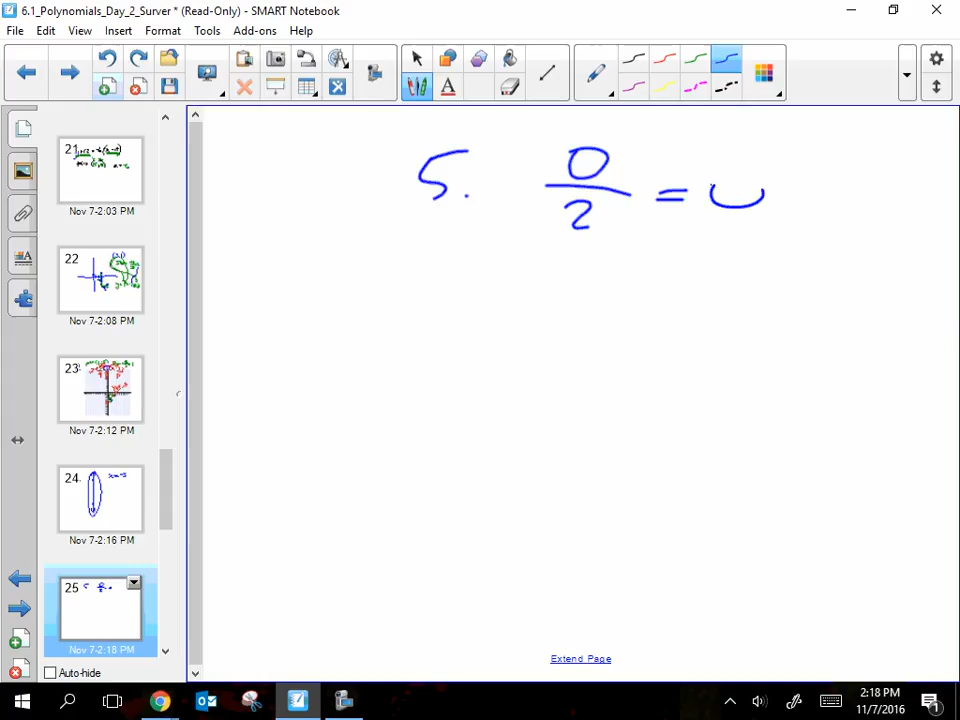 6.1_Polynomials_Day_2_Surver * (Read-Only) - SMART Notebook
File Edit View Insert Format Tools Add-ons Help
21
Nov 7-2:03 PM
22
Nov 7-2:08 PM
23
Nov 7-2:12 PM
24. x=-3
Nov 7-2:16 PM
25
Nov 7-2:18 PM
Auto-hide
5. 0/2 =
Extend Page
2:18 PM
11/7/2016
1